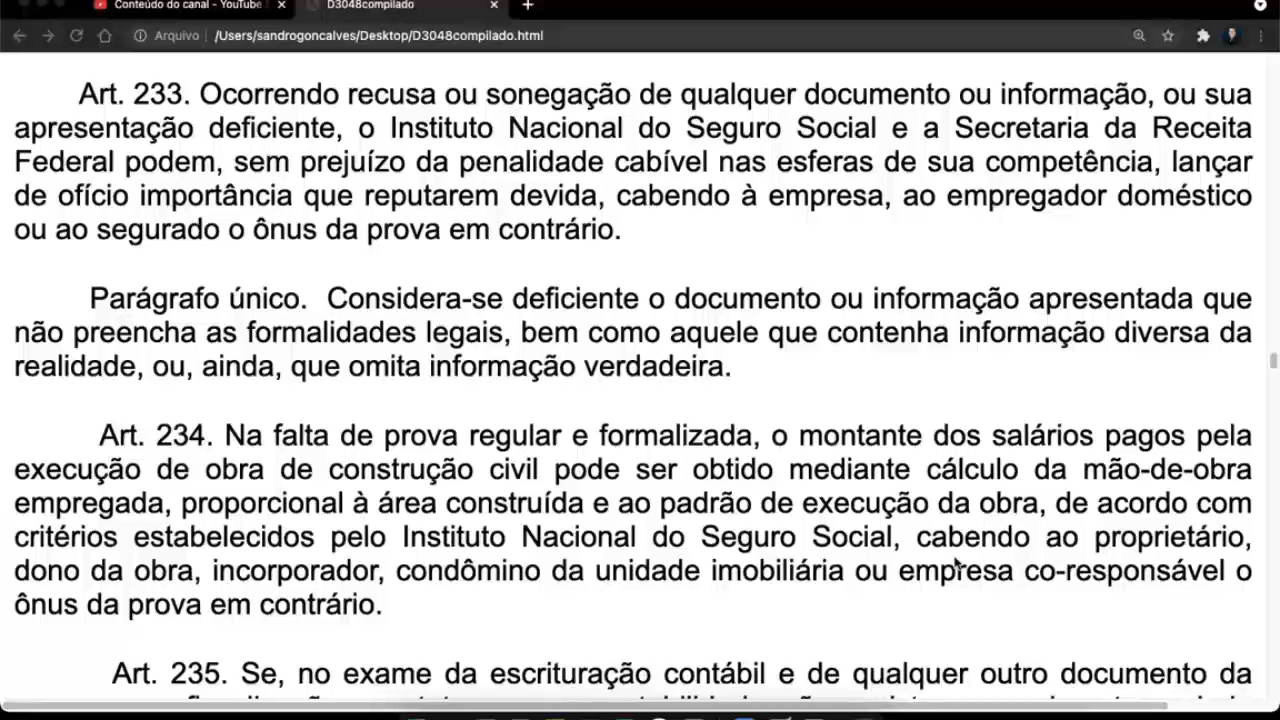 Conteúdo do canal - YouTube
D3048compilado
Arquivo
/Users/sandrogoncalves/Desktop/D3048compilado.html
Art. 233. Ocorrendo recusa ou sonegação de qualquer documento ou informação, ou sua
apresentação deficiente, o Instituto Nacional do Seguro Social e a Secretaria da Receita
Federal podem, sem prejuízo da penalidade cabível nas esferas de sua competência, lançar
de ofício importância que reputarem devida, cabendo à empresa, ao empregador doméstico
ou ao segurado o ônus da prova em contrário.
Parágrafo único. Considera-se deficiente o documento ou informação apresentada que
não preencha as formalidades legais, bem como aquele que contenha informação diversa da
realidade, ou, ainda, que omita informação verdadeira.
Art. 234. Na falta de prova regular e formalizada, o montante dos salários pagos pela
execução de obra de construção civil pode ser obtido mediante cálculo da mão-de-obra
empregada, proporcional à área construída e ao padrão de execução da obra, de acordo com
critérios estabelecidos pelo Instituto Nacional do Seguro Social, cabendo ao proprietário,
dono da obra, incorporador, condômino da unidade imobiliária ou empresa co-responsável o
ônus da prova em contrário.
Art. 235. Se, no exame da escrituração contábil e de qualquer outro documento da